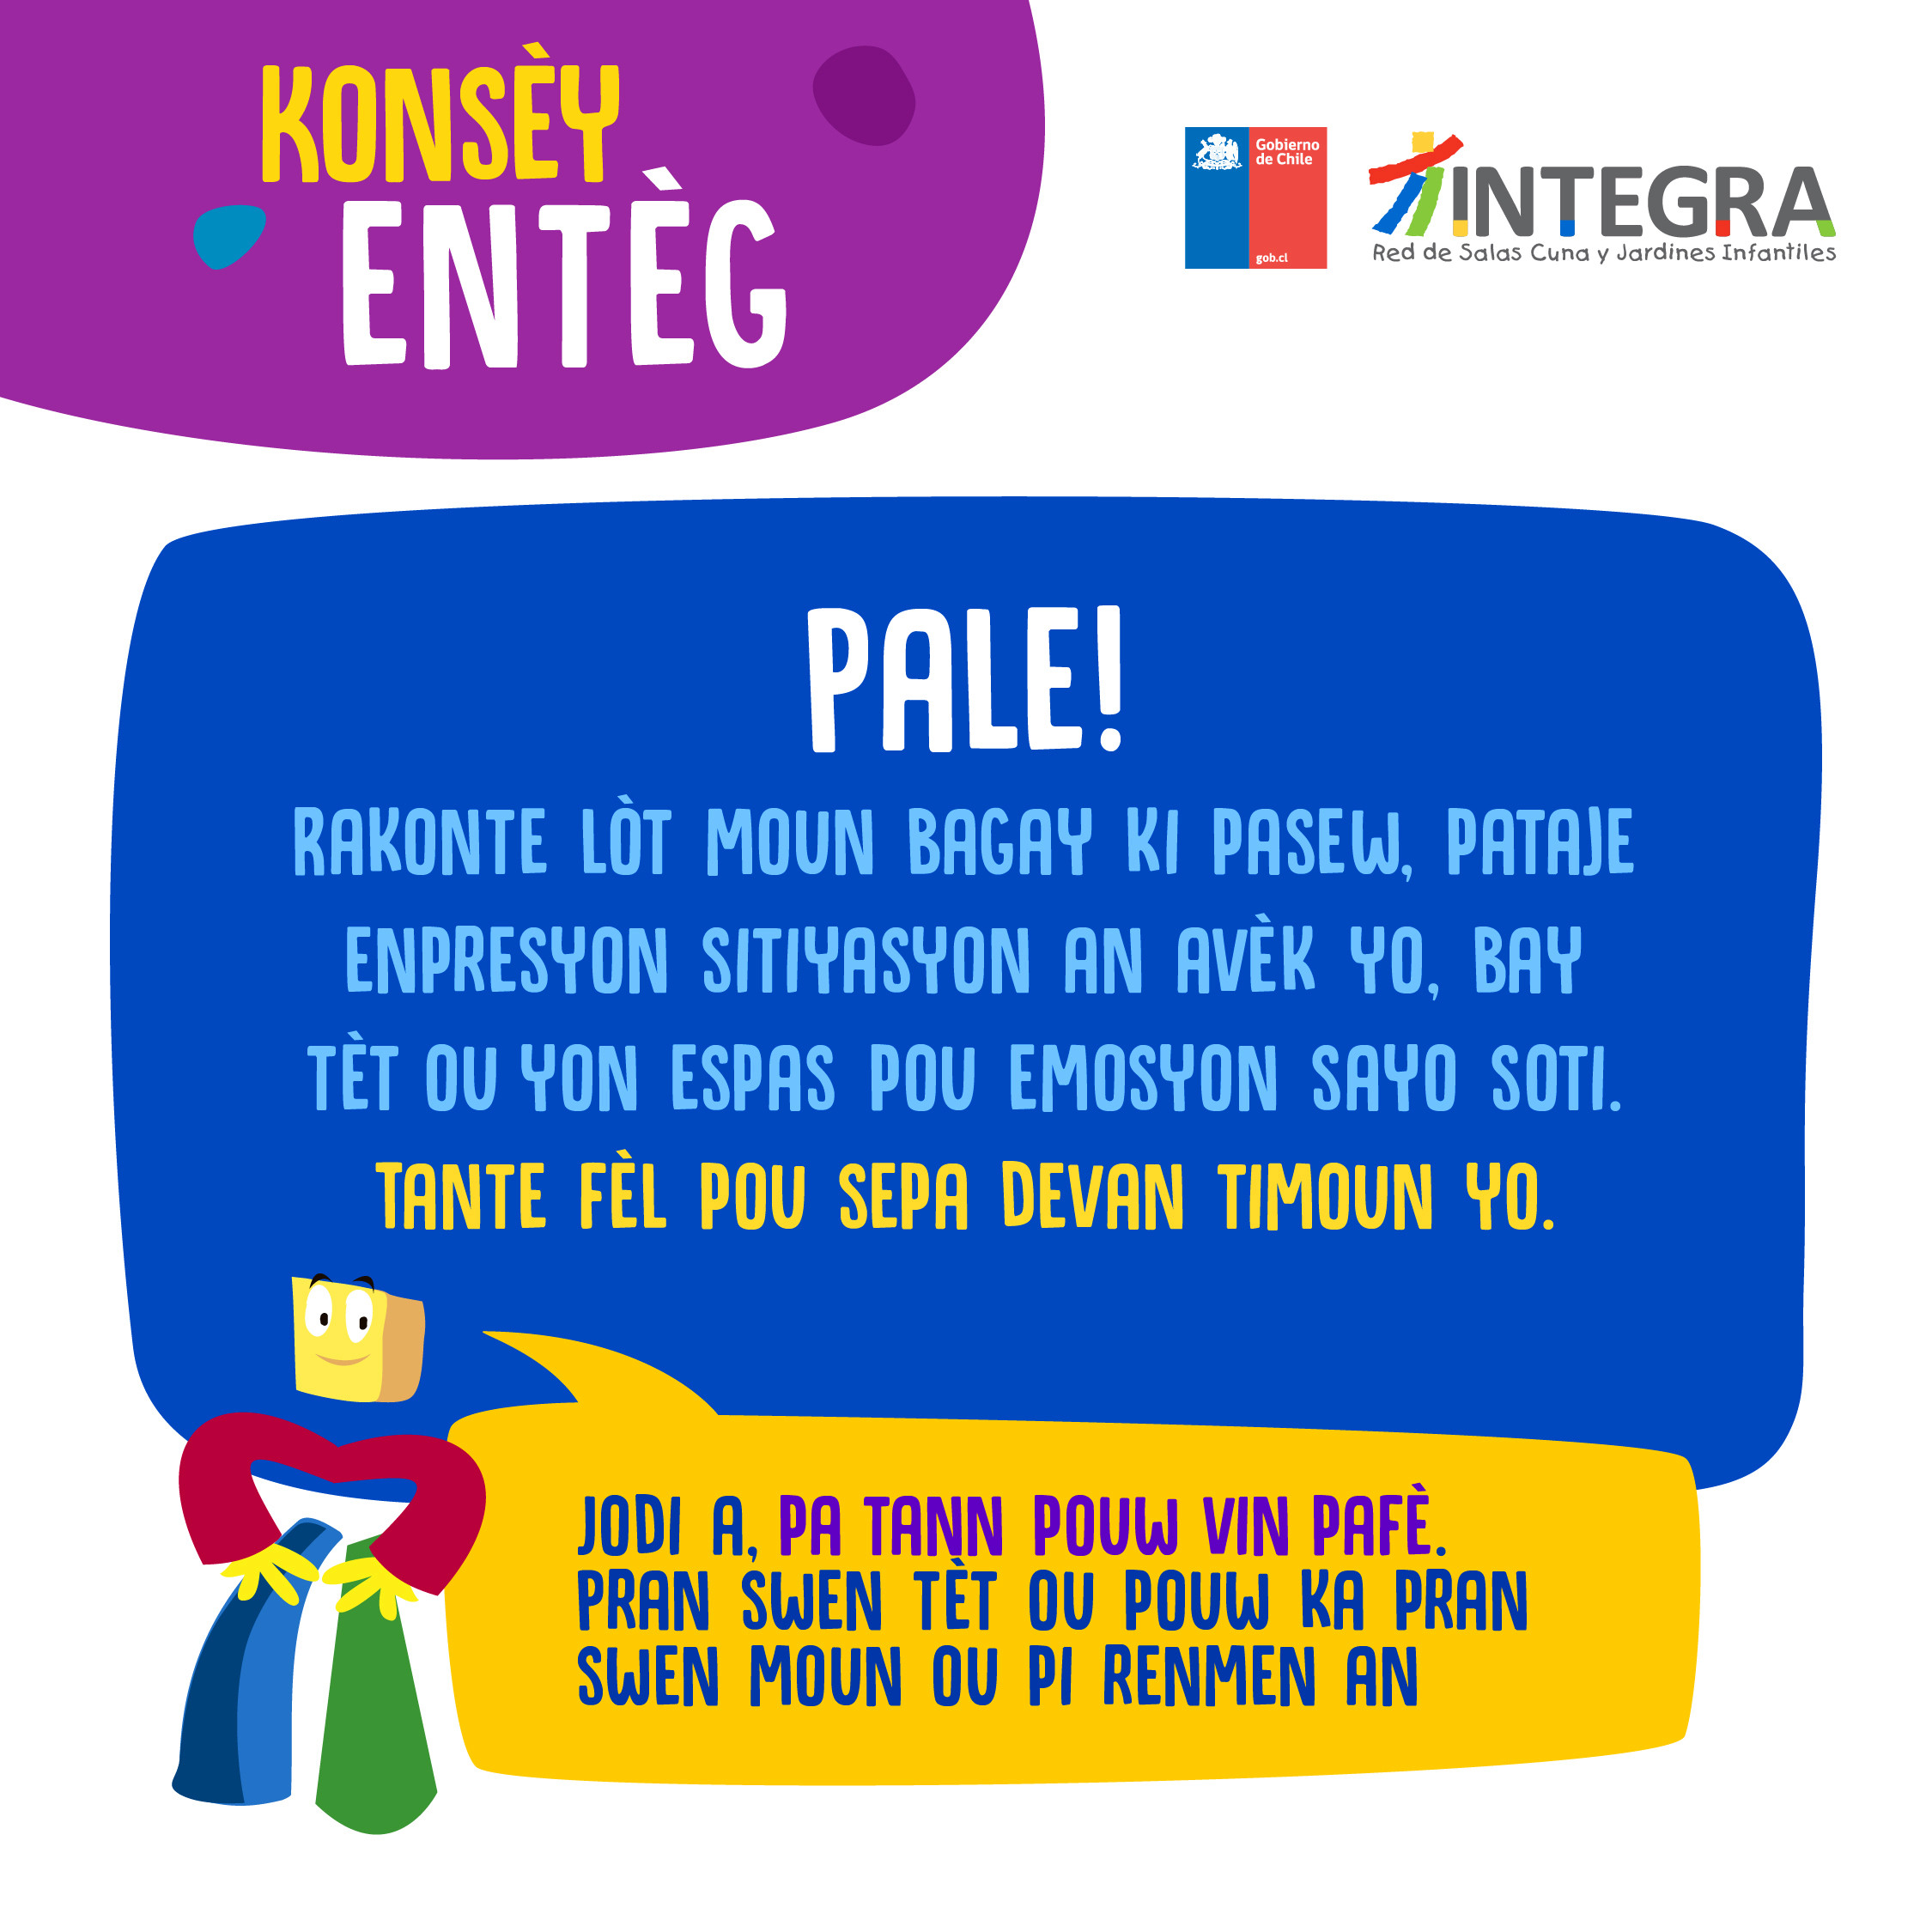 KONSÈY
ENTÈG
Gobierno
de Chile
gob.cl
INTEGRA
Red de Salas Cuna y Jardines Infantiles
PALE!
RAKONTE LÒT MOUN BAGAY KI PASEW, PATAJE
ENPRESYON SITIYASYON AN AVÈK YO, BAY
TÈT OU YON ESPAS POU EMOSYON SAYO SOTI.
TANTE FÈL POU SEPA DEVAN TIMOUN YO.
JODI A, PA TANN POUW VIN PAFÈ.
PRAN SWEN TÈT OU POUW KA PRAN
SWEN MOUN OU PI RENMEN AN